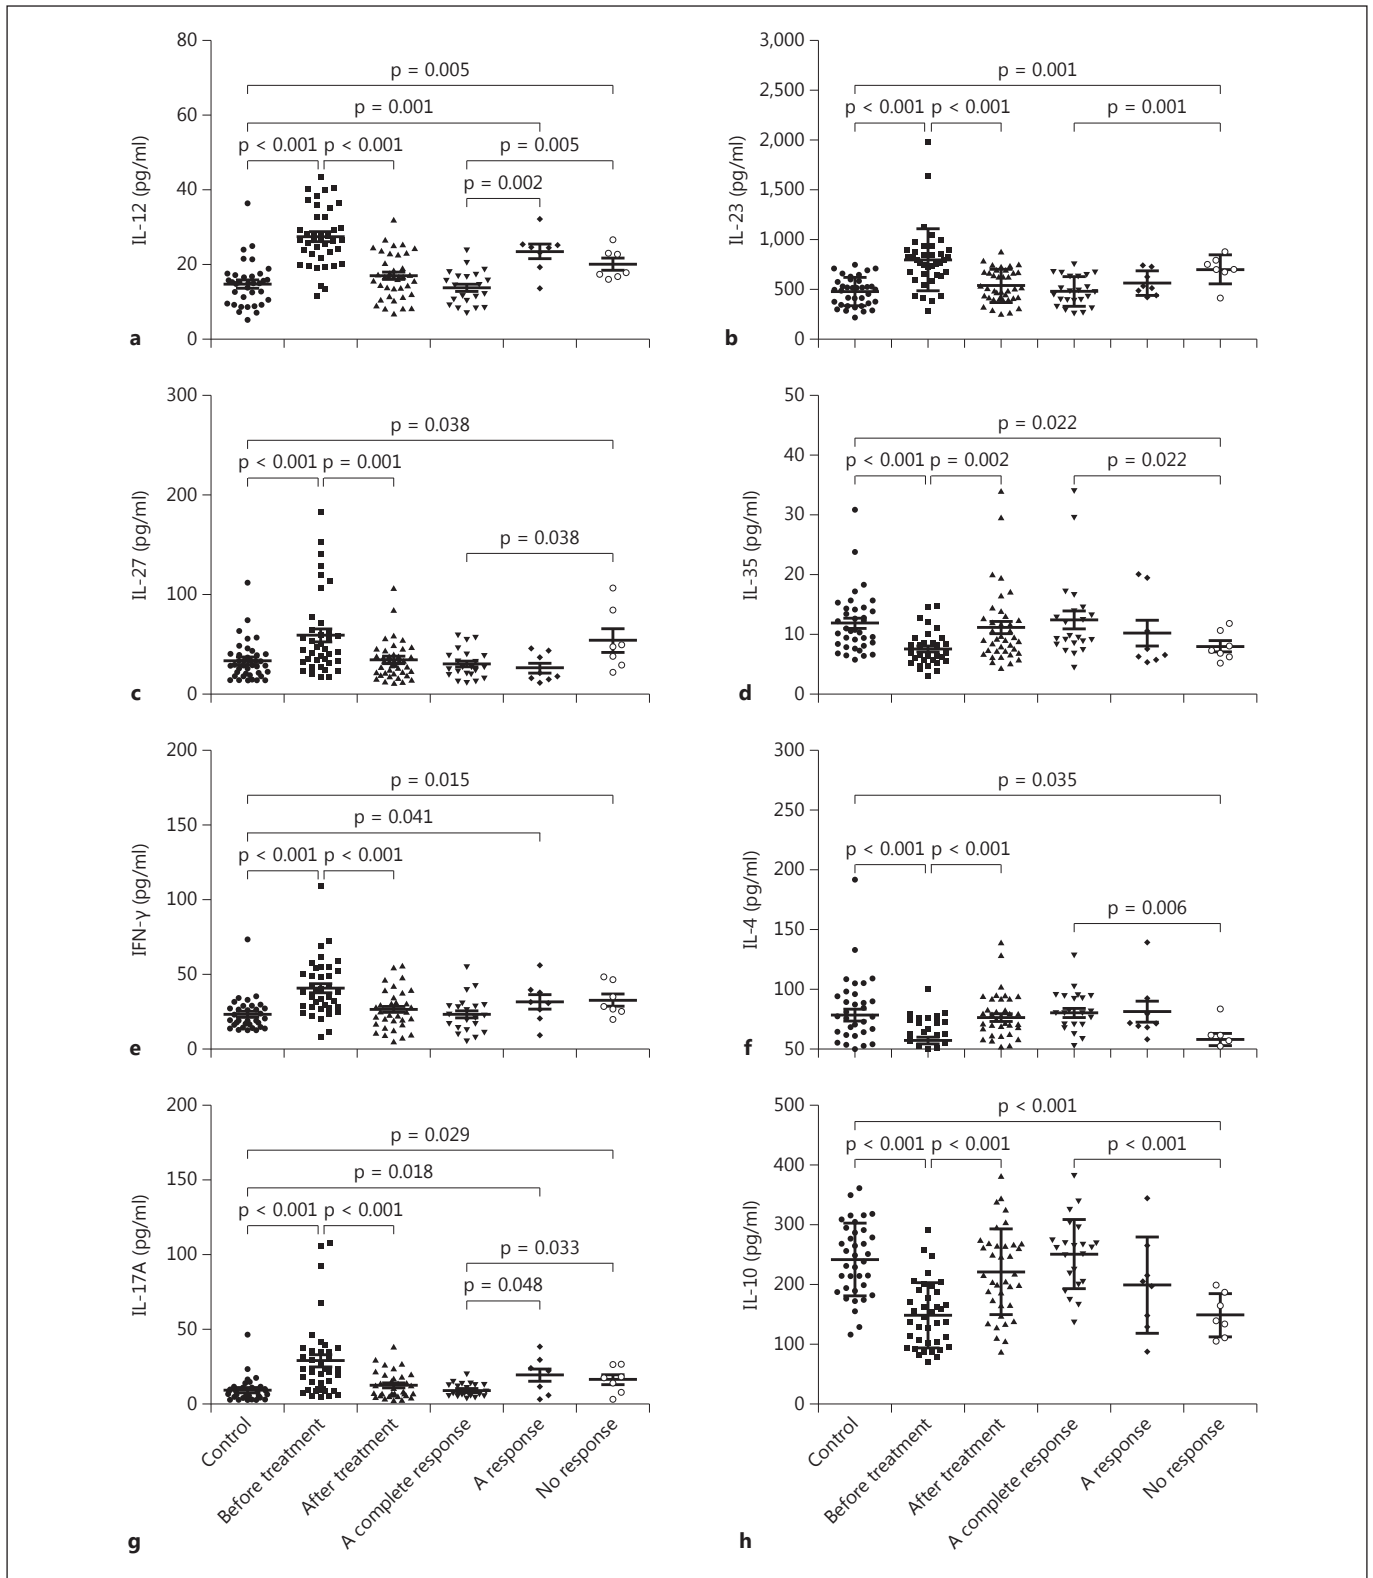 80
60
40
20
0
IL-12 (pg/ml)
p = 0.005
p = 0.001
p < 0.001
p < 0.001
p = 0.005
p = 0.002
a
3,000
2,500
2,000
1,500
1,000
500
0
IL-23 (pg/ml)
p = 0.001
p < 0.001
p < 0.001
p = 0.001
b
300
200
100
0
IL-27 (pg/ml)
p = 0.038
p < 0.001
p = 0.001
p = 0.038
c
50
40
30
20
10
0
IL-35 (pg/ml)
p = 0.022
p < 0.001
p = 0.002
p = 0.022
d
200
150
100
50
0
IFN-γ (pg/ml)
p = 0.015
p = 0.041
p < 0.001
p < 0.001
e
300
250
200
150
100
50
IL-4 (pg/ml)
p = 0.035
p < 0.001
p < 0.001
p = 0.006
f
200
150
100
50
0
IL-17A (pg/ml)
p = 0.029
p = 0.018
p < 0.001
p < 0.001
p = 0.033
p = 0.048
Control
Before treatment
After treatment
A complete response
A response
No response
g
500
400
300
200
100
0
IL-10 (pg/ml)
p < 0.001
p < 0.001
p < 0.001
p < 0.001
Control
Before treatment
After treatment
A complete response
A response
No response
h